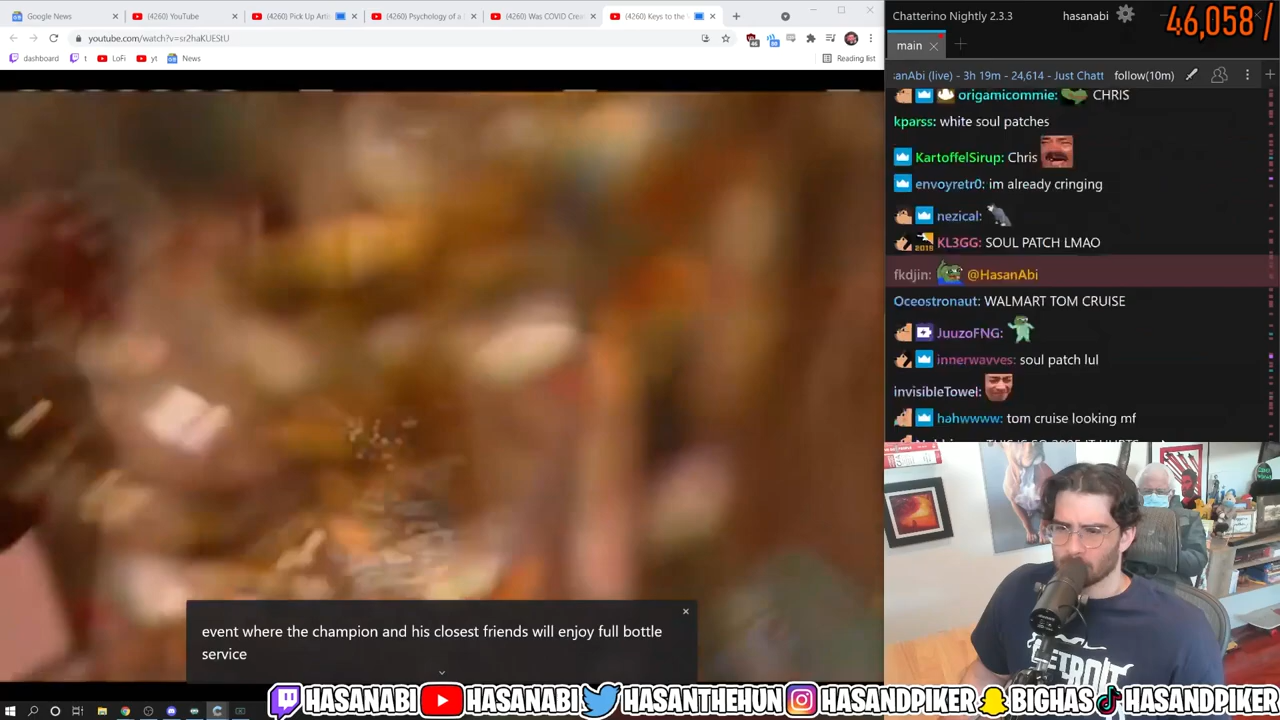 Google News
(4260) YouTube
(4260) Pick Up Arti
(4260) Psychology of a
(4260) Was COVID Crea
(4260) Keys to the V
youtube.com/watch?v=sr2haKUEStU
dashboard
t
LoFi
yt
News
Reading list
event where the champion and his closest friends will enjoy full bottle
service
Chatterino Nightly 2.3.3
hasanabi
46,058 /
main
sanAbi (live) - 3h 19m - 24,614 - Just Chatt
follow(10m)
origamicommie: CHRIS
kparss: white soul patches
KartoffelSirup: Chris
envoyretr0: im already cringing
nezical:
KL3GG: SOUL PATCH LMAO
fkdjin: @HasanAbi
Oceostronaut: WALMART TOM CRUISE
JuuzoFNG:
innerwavves: soul patch lul
invisibleTowel:
hahwwww: tom cruise looking mf
DETROIT
HASANABI
HASANABI
HASANTHEHUN
HASANDPIKER
BIGHAS
HASANDPIKER